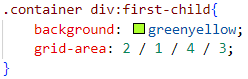 .container div:first-child{
    background: greenyellow;
    grid-area: 2 / 1 / 4 / 3;
}